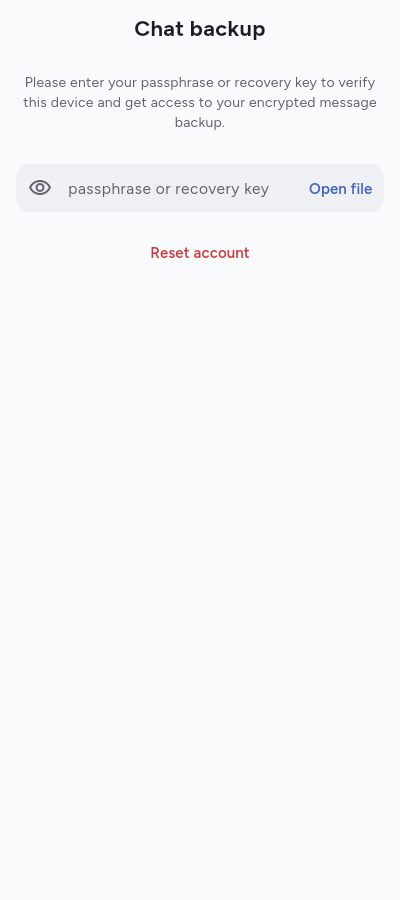 Chat backup
Please enter your passphrase or recovery key to verify
this device and get access to your encrypted message
backup.
passphrase or recovery key
Open file
Reset account